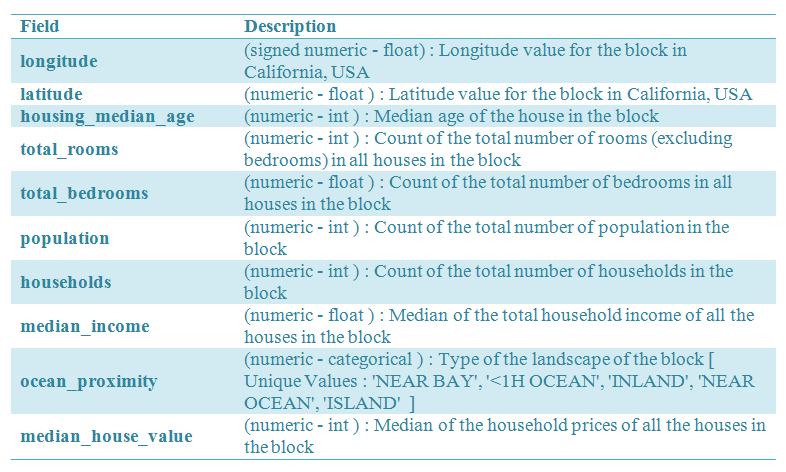 Field Description
longitude (signed numeric - float) : Longitude value for the block in
California, USA
latitude (numeric - float ) : Latitude value for the block in California, USA
housing_median_age (numeric - int ) : Median age of the house in the block
total_rooms (numeric - int ) : Count of the total number of rooms (excluding
bedrooms) in all houses in the block
total_bedrooms (numeric - float ) : Count of the total number of bedrooms in all
houses in the block
population (numeric - int ) : Count of the total number of population in the
block
households (numeric - int ) : Count of the total number of households in the
block
median_income (numeric - float ) : Median of the total household income of all the
houses in the block
ocean_proximity (numeric - categorical ) : Type of the landscape of the block [
Unique Values : 'NEAR BAY', '<1H OCEAN', 'INLAND', 'NEAR
OCEAN', 'ISLAND' ]
median_house_value (numeric - int ) : Median of the household prices of all the houses in
the block